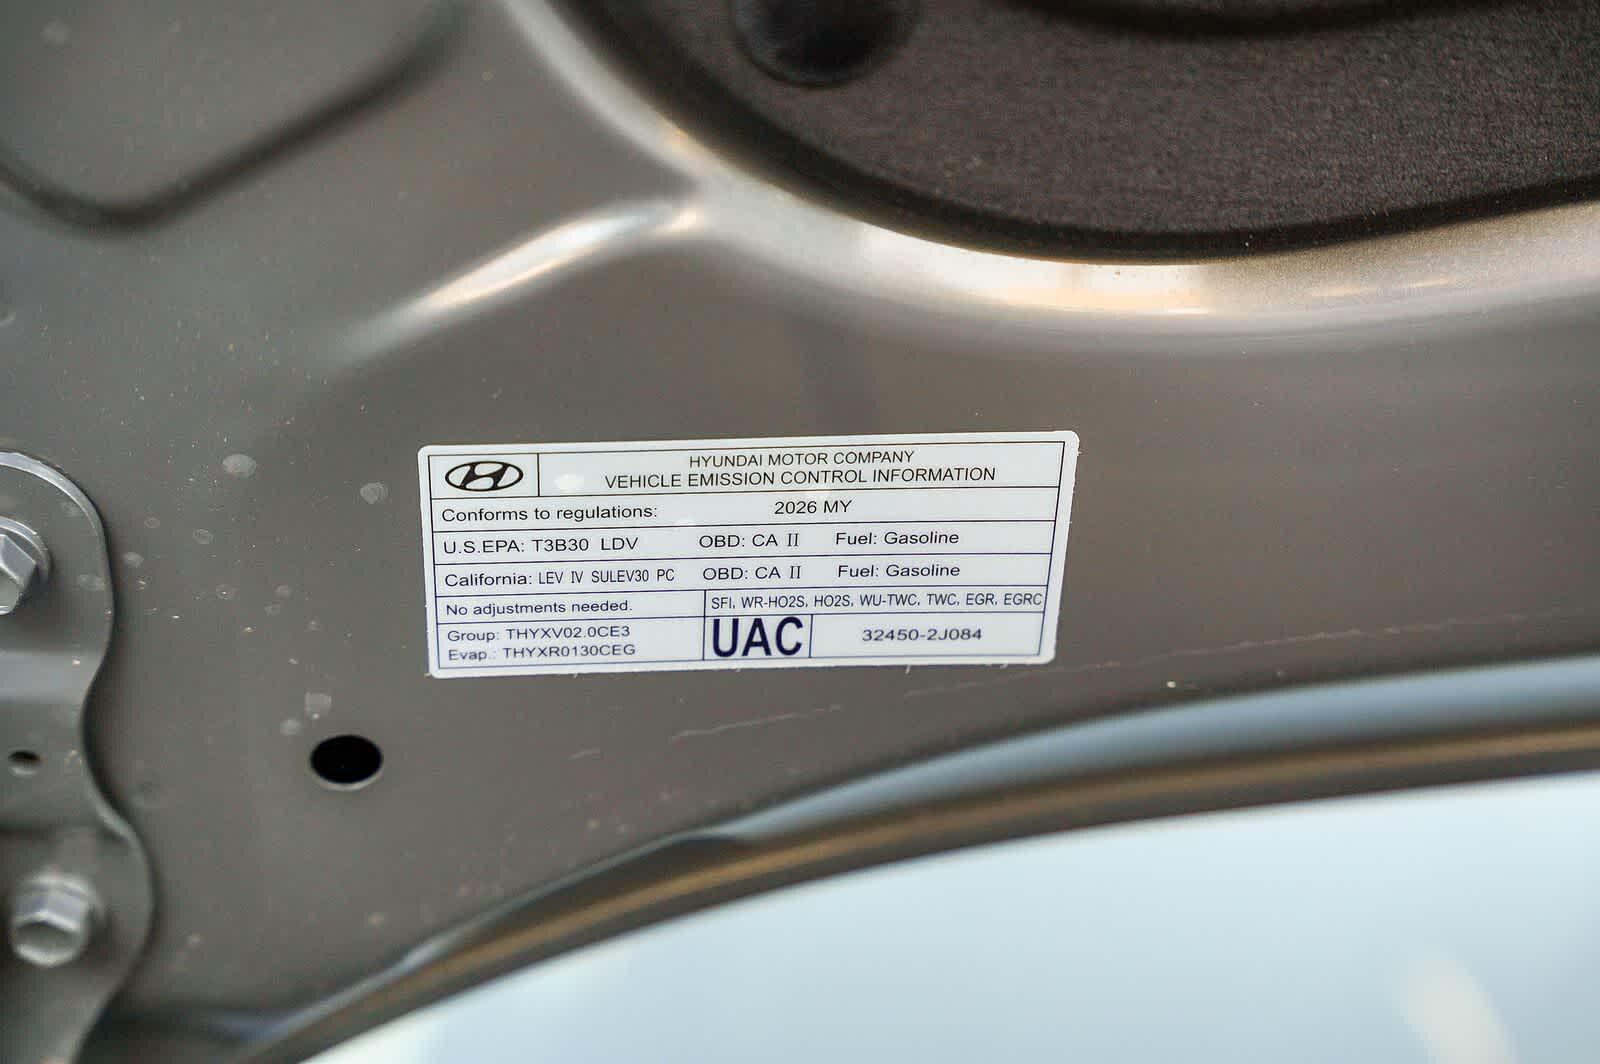 HYUNDAI MOTOR COMPANY
VEHICLE EMISSION CONTROL INFORMATION
Conforms to regulations: 2026 MY
U.S.EPA: T3B30 LDV OBD: CA II Fuel: Gasoline
California: LEV IV SULEV30 PC OBD: CA II Fuel: Gasoline
No adjustments needed. SFI, WR-HO2S, HO2S, WU-TWC, TWC, EGR, EGRC
Group: THYXV02.0CE3
Evap.: THYXR0130CEG
UAC 32450-2J084